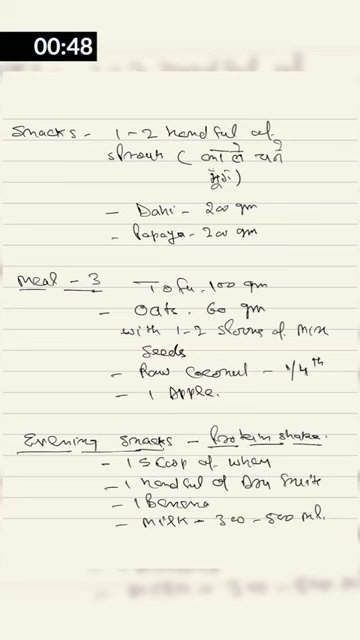 00:48
Snacks - 1-2 handful of
sprouts ( काले चने
मूंग )
- Dahi - 200 gm
- Papaya - 200 gm
Meal - 3 Tofu - 100 gm
- Oats - 60 gm
with 1-2 spoons of mix
seeds
- Raw coconut - 1/4th
- 1 Apple.
Evening snacks - Protein shake.
- 1 scoop of whey
- 1 handful of Dry fruits
- 1 Banana
- Milk - 300 - 500 ml.